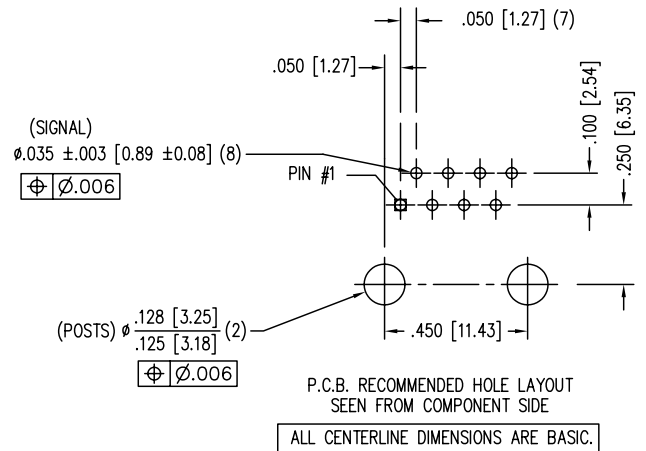 .050 [1.27] (7)
.050 [1.27]
.100 [2.54]
.250 [6.35]
(SIGNAL)
ø.035 ±.003 [0.89 ±0.08] (8)
⌖ Ø.006
PIN #1
(POSTS) ø .128 [3.25] (2)
.125 [3.18]
⌖ Ø.006
.450 [11.43]
P.C.B. RECOMMENDED HOLE LAYOUT
SEEN FROM COMPONENT SIDE
ALL CENTERLINE DIMENSIONS ARE BASIC.